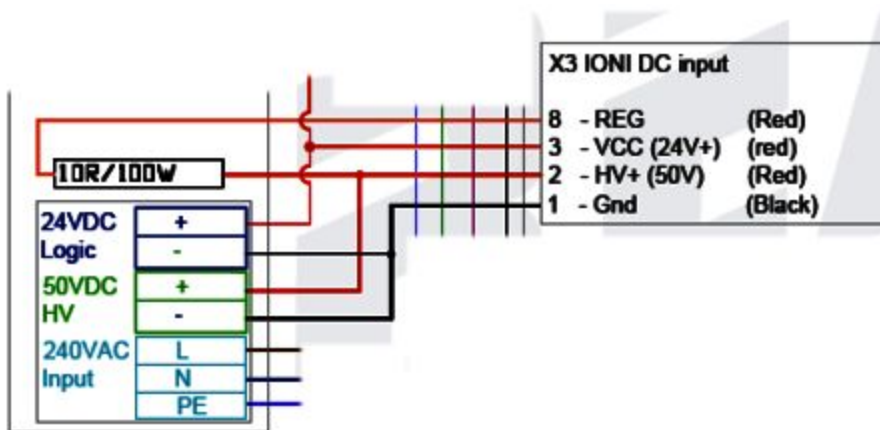 X3 IONI DC input
8 - REG (Red)
3 - VCC (24V+) (red)
2 - HV+ (50V) (Red)
1 - Gnd (Black)
10R/100W
24VDC +
Logic -
50VDC +
HV -
240VAC L
Input N
PE